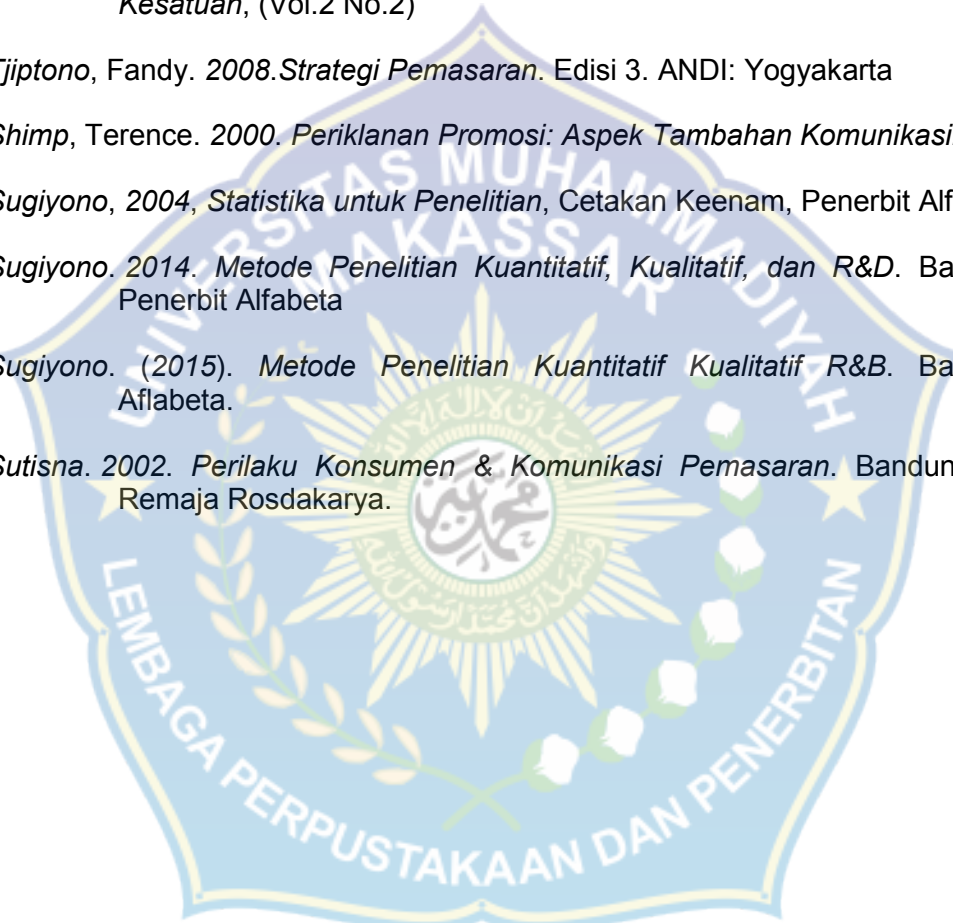 Kesatuan, (Vol.2 No.2)
Tjiptono, Fandy. 2008.Strategi Pemasaran. Edisi 3. ANDI: Yogyakarta
Shimp, Terence. 2000. Periklanan Promosi: Aspek Tambahan Komunikasi
Sugiyono, 2004, Statistika untuk Penelitian, Cetakan Keenam, Penerbit Alf
Sugiyono. 2014. Metode Penelitian Kuantitatif, Kualitatif, dan R&D. Ba
Penerbit Alfabeta
Sugiyono. (2015). Metode Penelitian Kuantitatif Kualitatif R&B. Ba
Aflabeta.
Sutisna. 2002. Perilaku Konsumen & Komunikasi Pemasaran. Bandun
Remaja Rosdakarya.
UNIVERSITAS MUHAMMADIYAH
MAKASSAR
LEMBAGA PERPUSTAKAAN DAN PENERBITAN